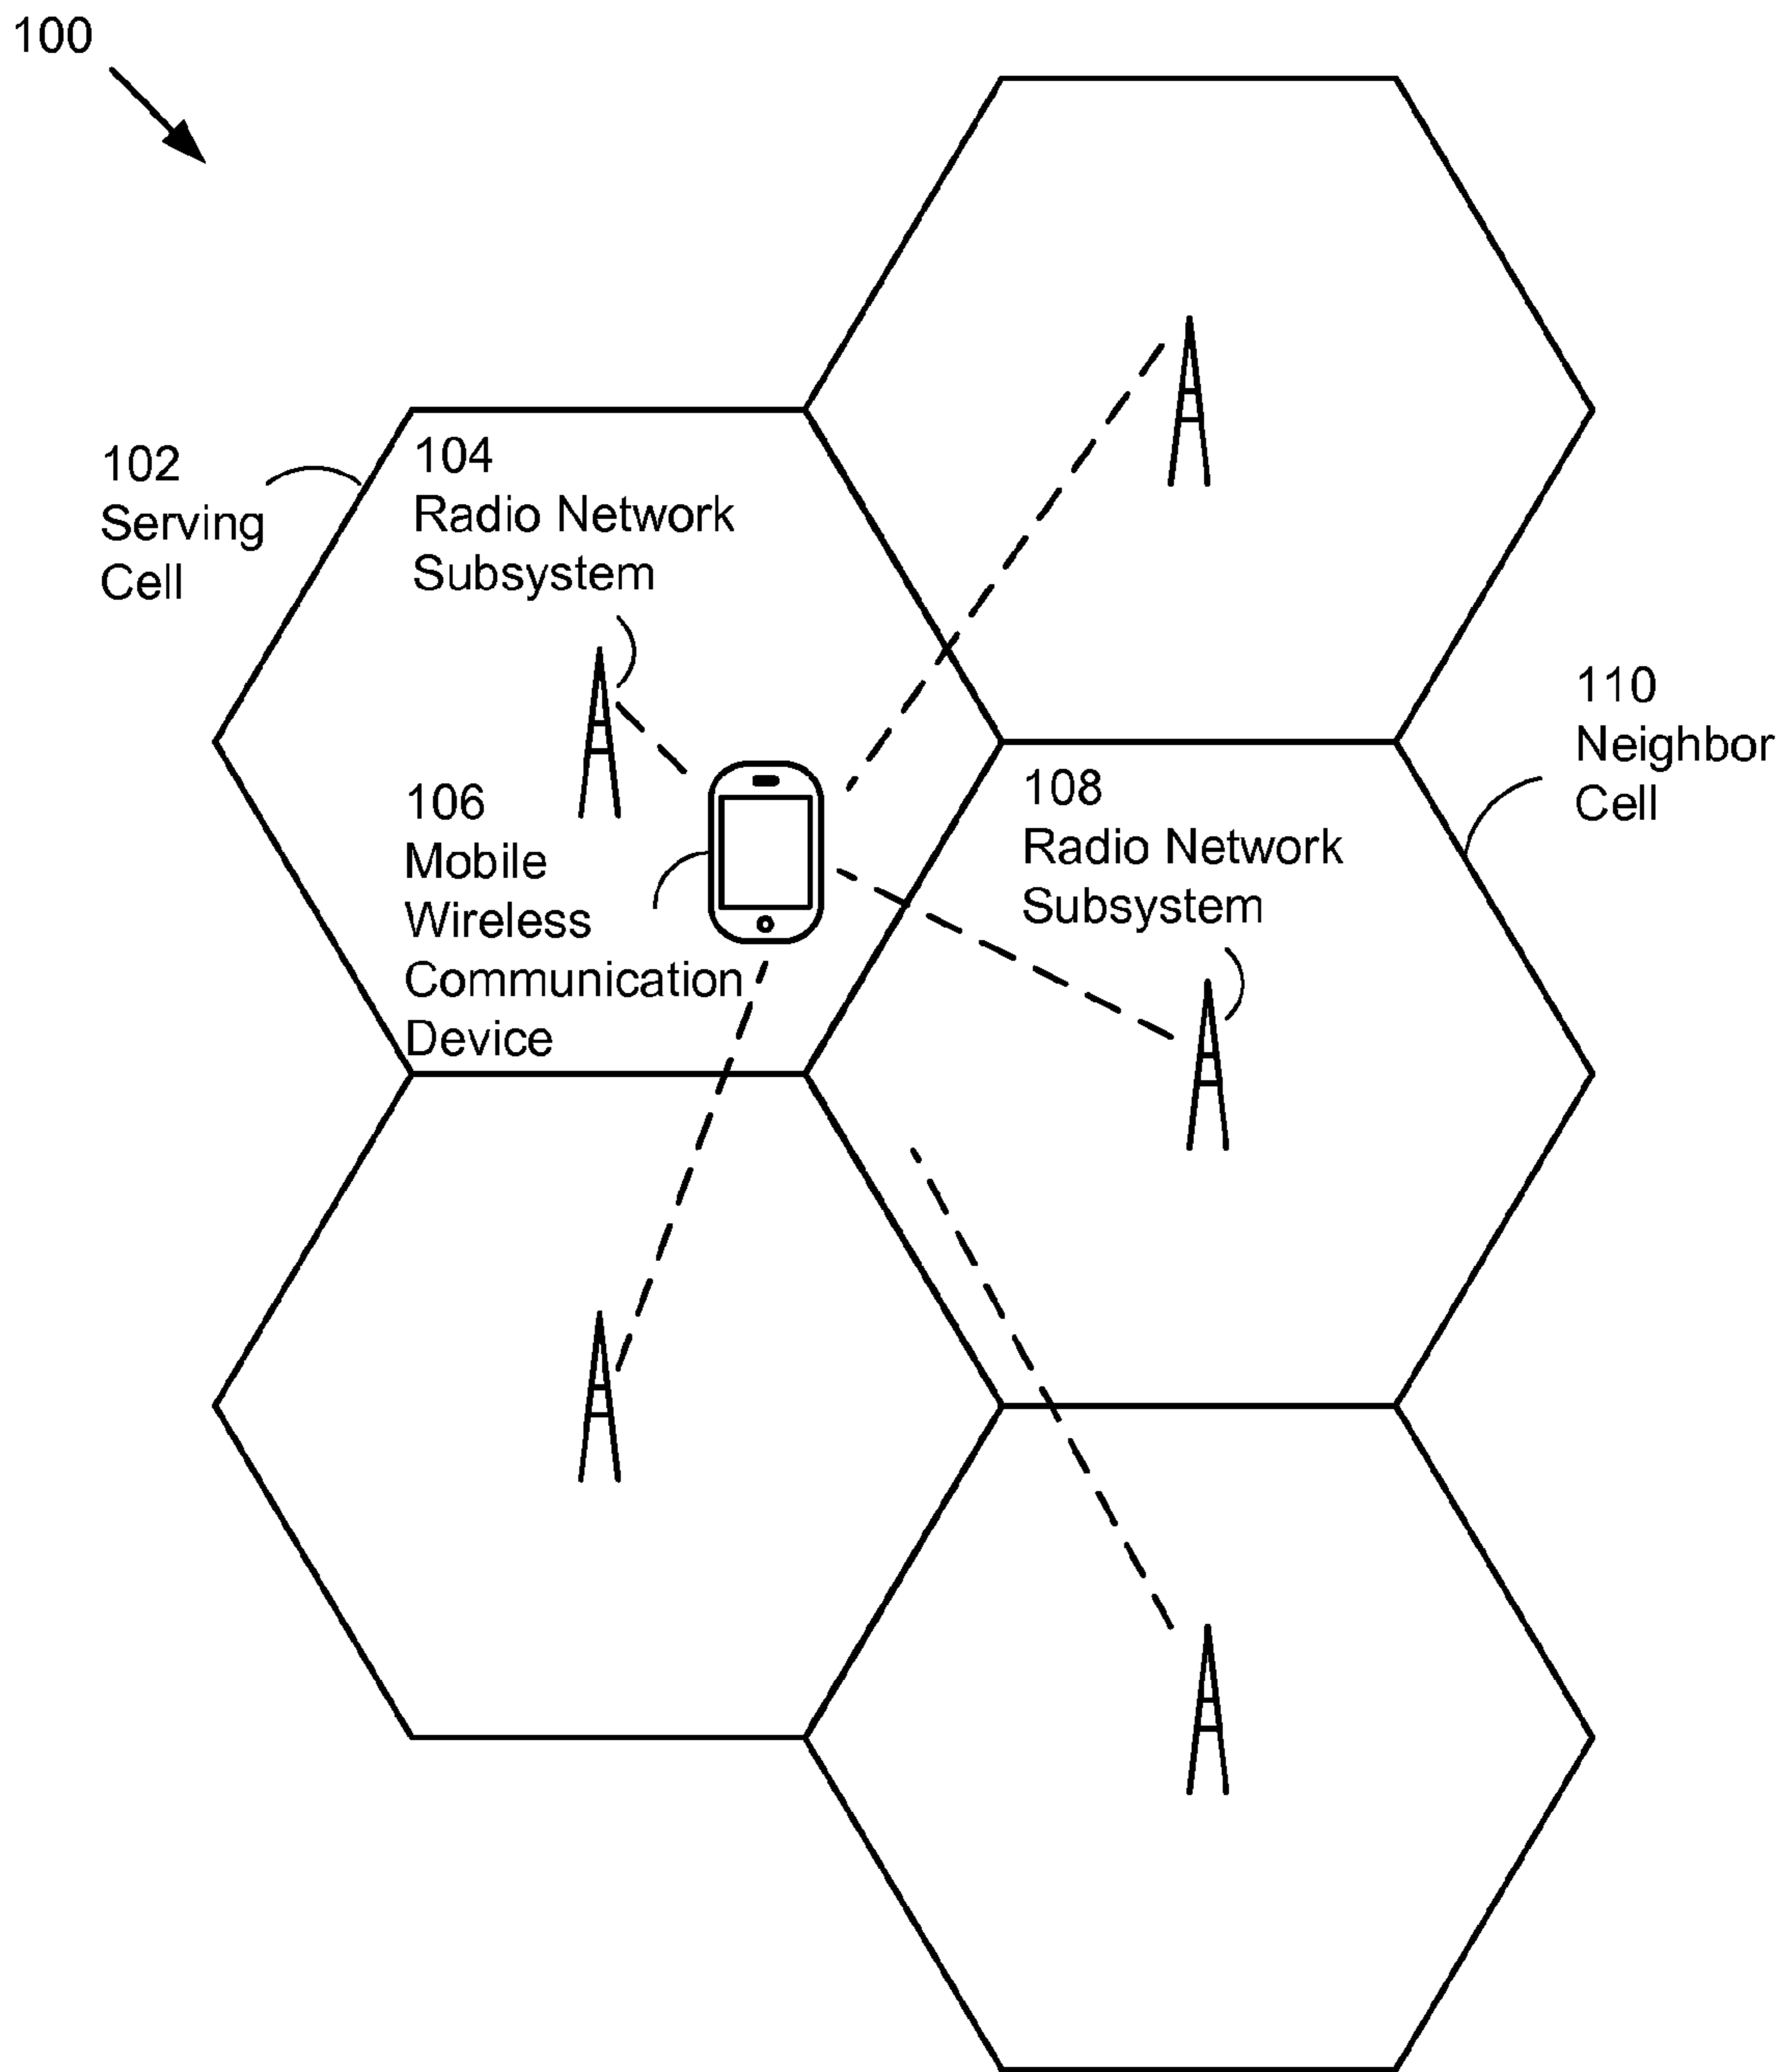 100
102
Serving
Cell
104
Radio Network
Subsystem
110
Neighbor
Cell
106
Mobile
Wireless
Communication
Device
108
Radio Network
Subsystem